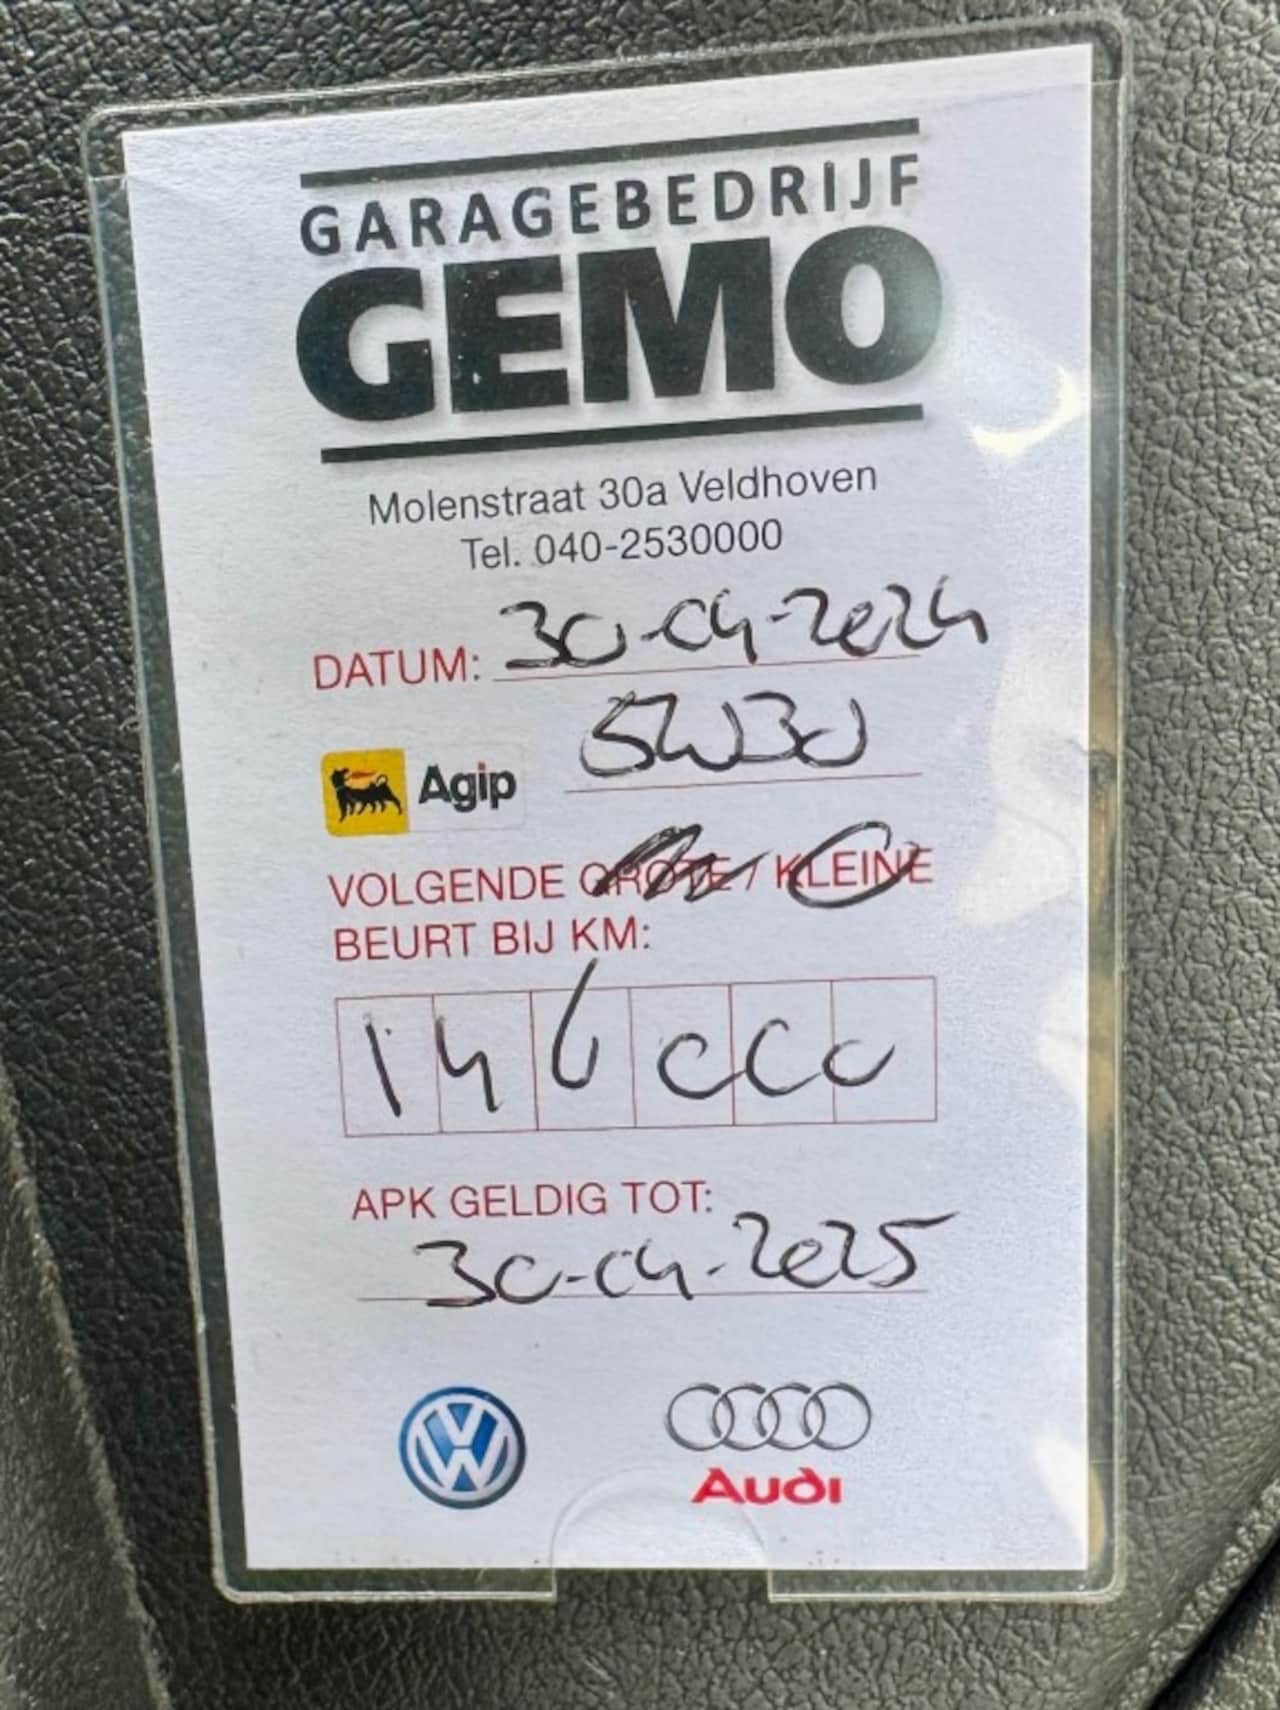 GARAGEBEDRIJF
GEMO
Molenstraat 30a Veldhoven
Tel. 040-2530000
DATUM: 30-04-2024
Agip 5W30
VOLGENDE GROTE / KLEINE
BEURT BIJ KM:
146000
APK GELDIG TOT:
30-04-2025
Audi